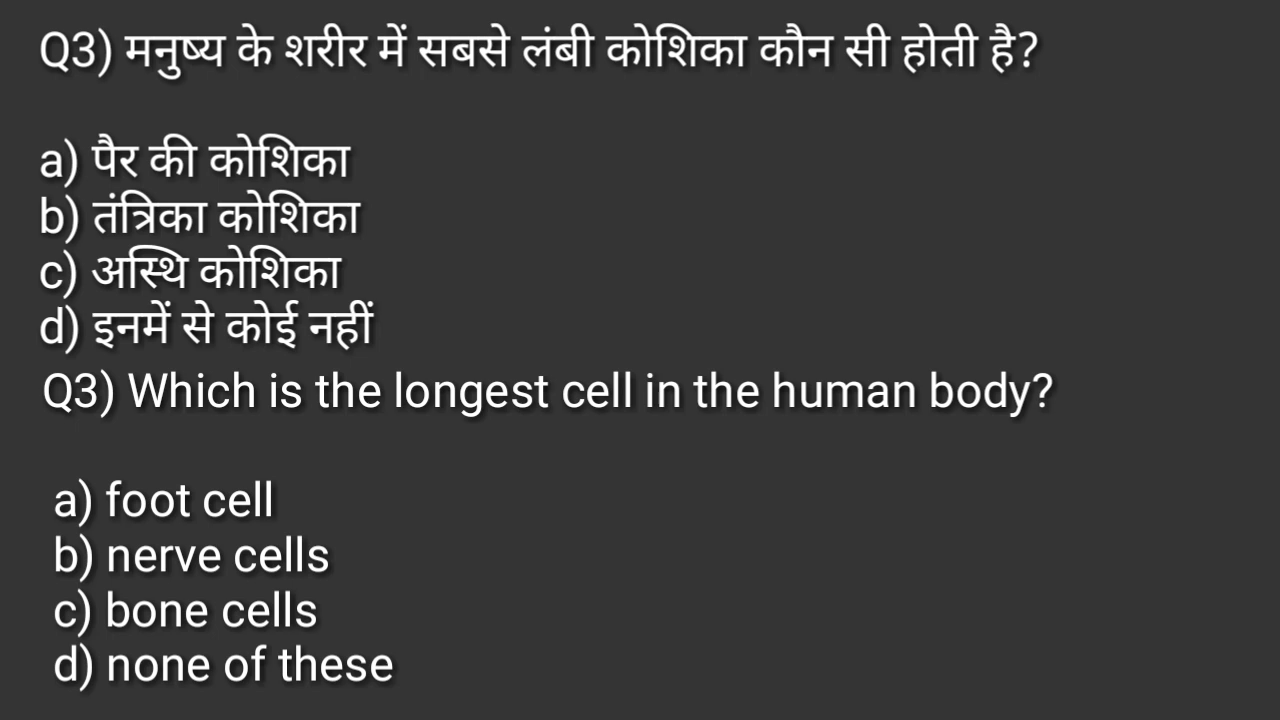 Q3) मनुष्य के शरीर में सबसे लंबी कोशिका कौन सी होती है?
a) पैर की कोशिका
b) तंत्रिका कोशिका
c) अस्थि कोशिका
d) इनमें से कोई नहीं
Q3) Which is the longest cell in the human body?
a) foot cell
b) nerve cells
c) bone cells
d) none of these